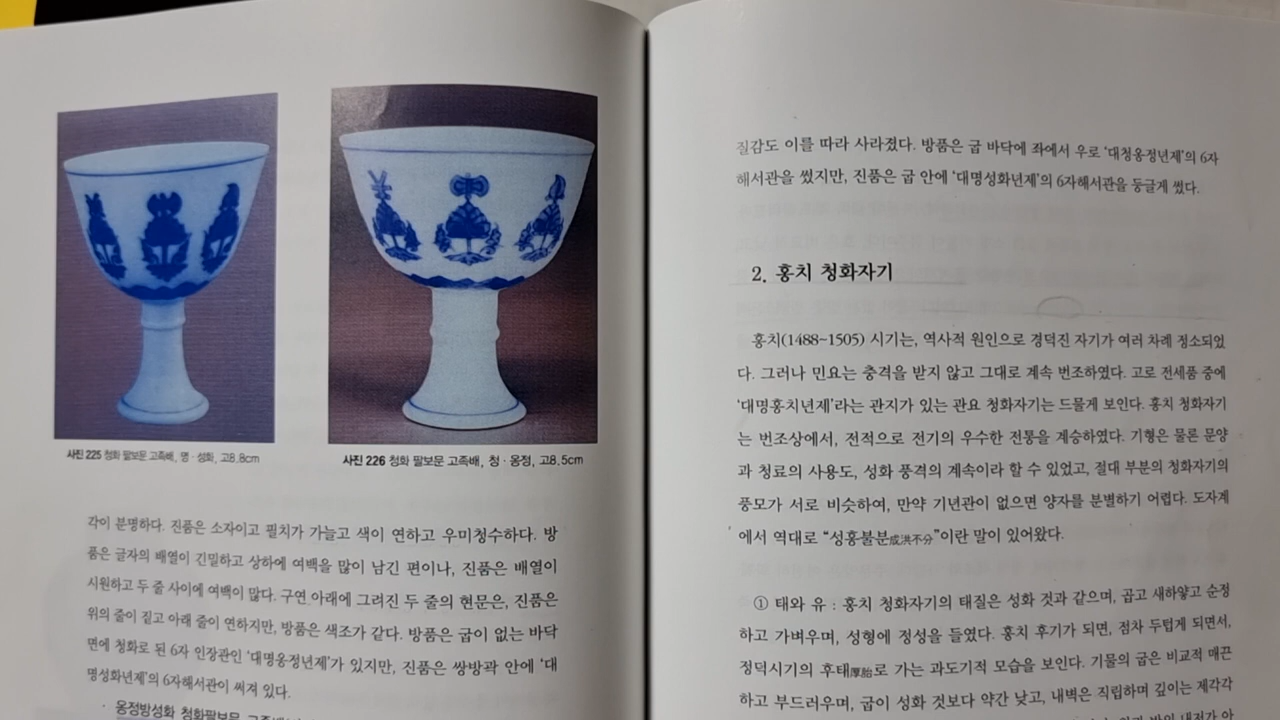 사진 225 청화 팔보문 고족배, 명·성화, 고8.8cm
사진 226 청화 팔보문 고족배, 청·옹정, 고8.5cm
각이 분명하다. 진품은 소자이고 필치가 가늘고 색이 연하고 우미청수하다. 방
품은 글자의 배열이 긴밀하고 상하에 여백을 많이 남긴 편이나, 진품은 배열이
시원하고 두 줄 사이에 여백이 많다. 구연 아래에 그려진 두 줄의 현문은, 진품은
위의 줄이 짙고 아래 줄이 연하지만, 방품은 색조가 같다. 방품은 굽이 없는 바닥
면에 청화로 된 6자 인장관인 '대명옹정년제'가 있지만, 진품은 쌍방곽 안에 '대
명성화년제'의 6자해서관이 써져 있다.
· 옹정방성화 청화팔보문 고족배
질감도 이를 따라 사라졌다. 방품은 굽 바닥에 좌에서 우로 '대청옹정년제'의 6자
해서관을 썼지만, 진품은 굽 안에 '대명성화년제'의 6자해서관을 둥글게 썼다.
2. 홍치 청화자기
홍치(1488~1505) 시기는, 역사적 원인으로 경덕진 자기가 여러 차례 정소되었
다. 그러나 민요는 충격을 받지 않고 그대로 계속 번조하였다. 고로 전세품 중에
'대명홍치년제'라는 관지가 있는 관요 청화자기는 드물게 보인다. 홍치 청화자기
는 번조상에서, 전적으로 전기의 우수한 전통을 계승하였다. 기형은 물론 문양
과 청료의 사용도, 성화 풍격의 계속이라 할 수 있었고, 절대 부분의 청화자기의
풍모가 서로 비슷하여, 만약 기년관이 없으면 양자를 분별하기 어렵다. 도자계
에서 역대로 "성홍불분成洪不分"이란 말이 있어왔다.
① 태와 유 : 홍치 청화자기의 태질은 성화 것과 같으며, 곱고 새하얗고 순정
하고 가벼우며, 성형에 정성을 들였다. 홍치 후기가 되면, 점차 두텁게 되면서,
정덕시기의 후태厚胎로 가는 과도기적 모습을 보인다. 기물의 굽은 비교적 매끈
하고 부드러우며, 굽이 성화 것보다 약간 낮고, 내벽은 직립하며 깊이는 제각각